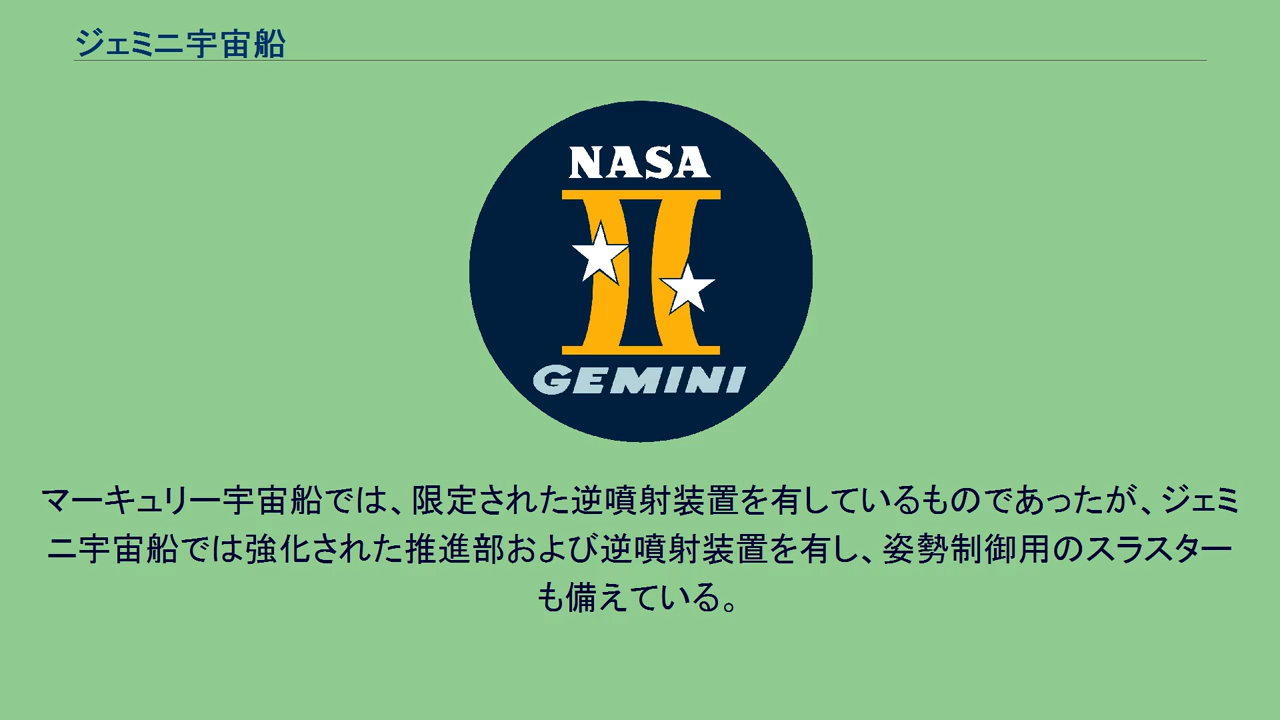 ジェミニ宇宙船
NASA
GEMINI
マーキュリー宇宙船では、限定された逆噴射装置を有しているものであったが、ジェミ
ニ宇宙船では強化された推進部および逆噴射装置を有し、姿勢制御用のスラスター
も備えている。